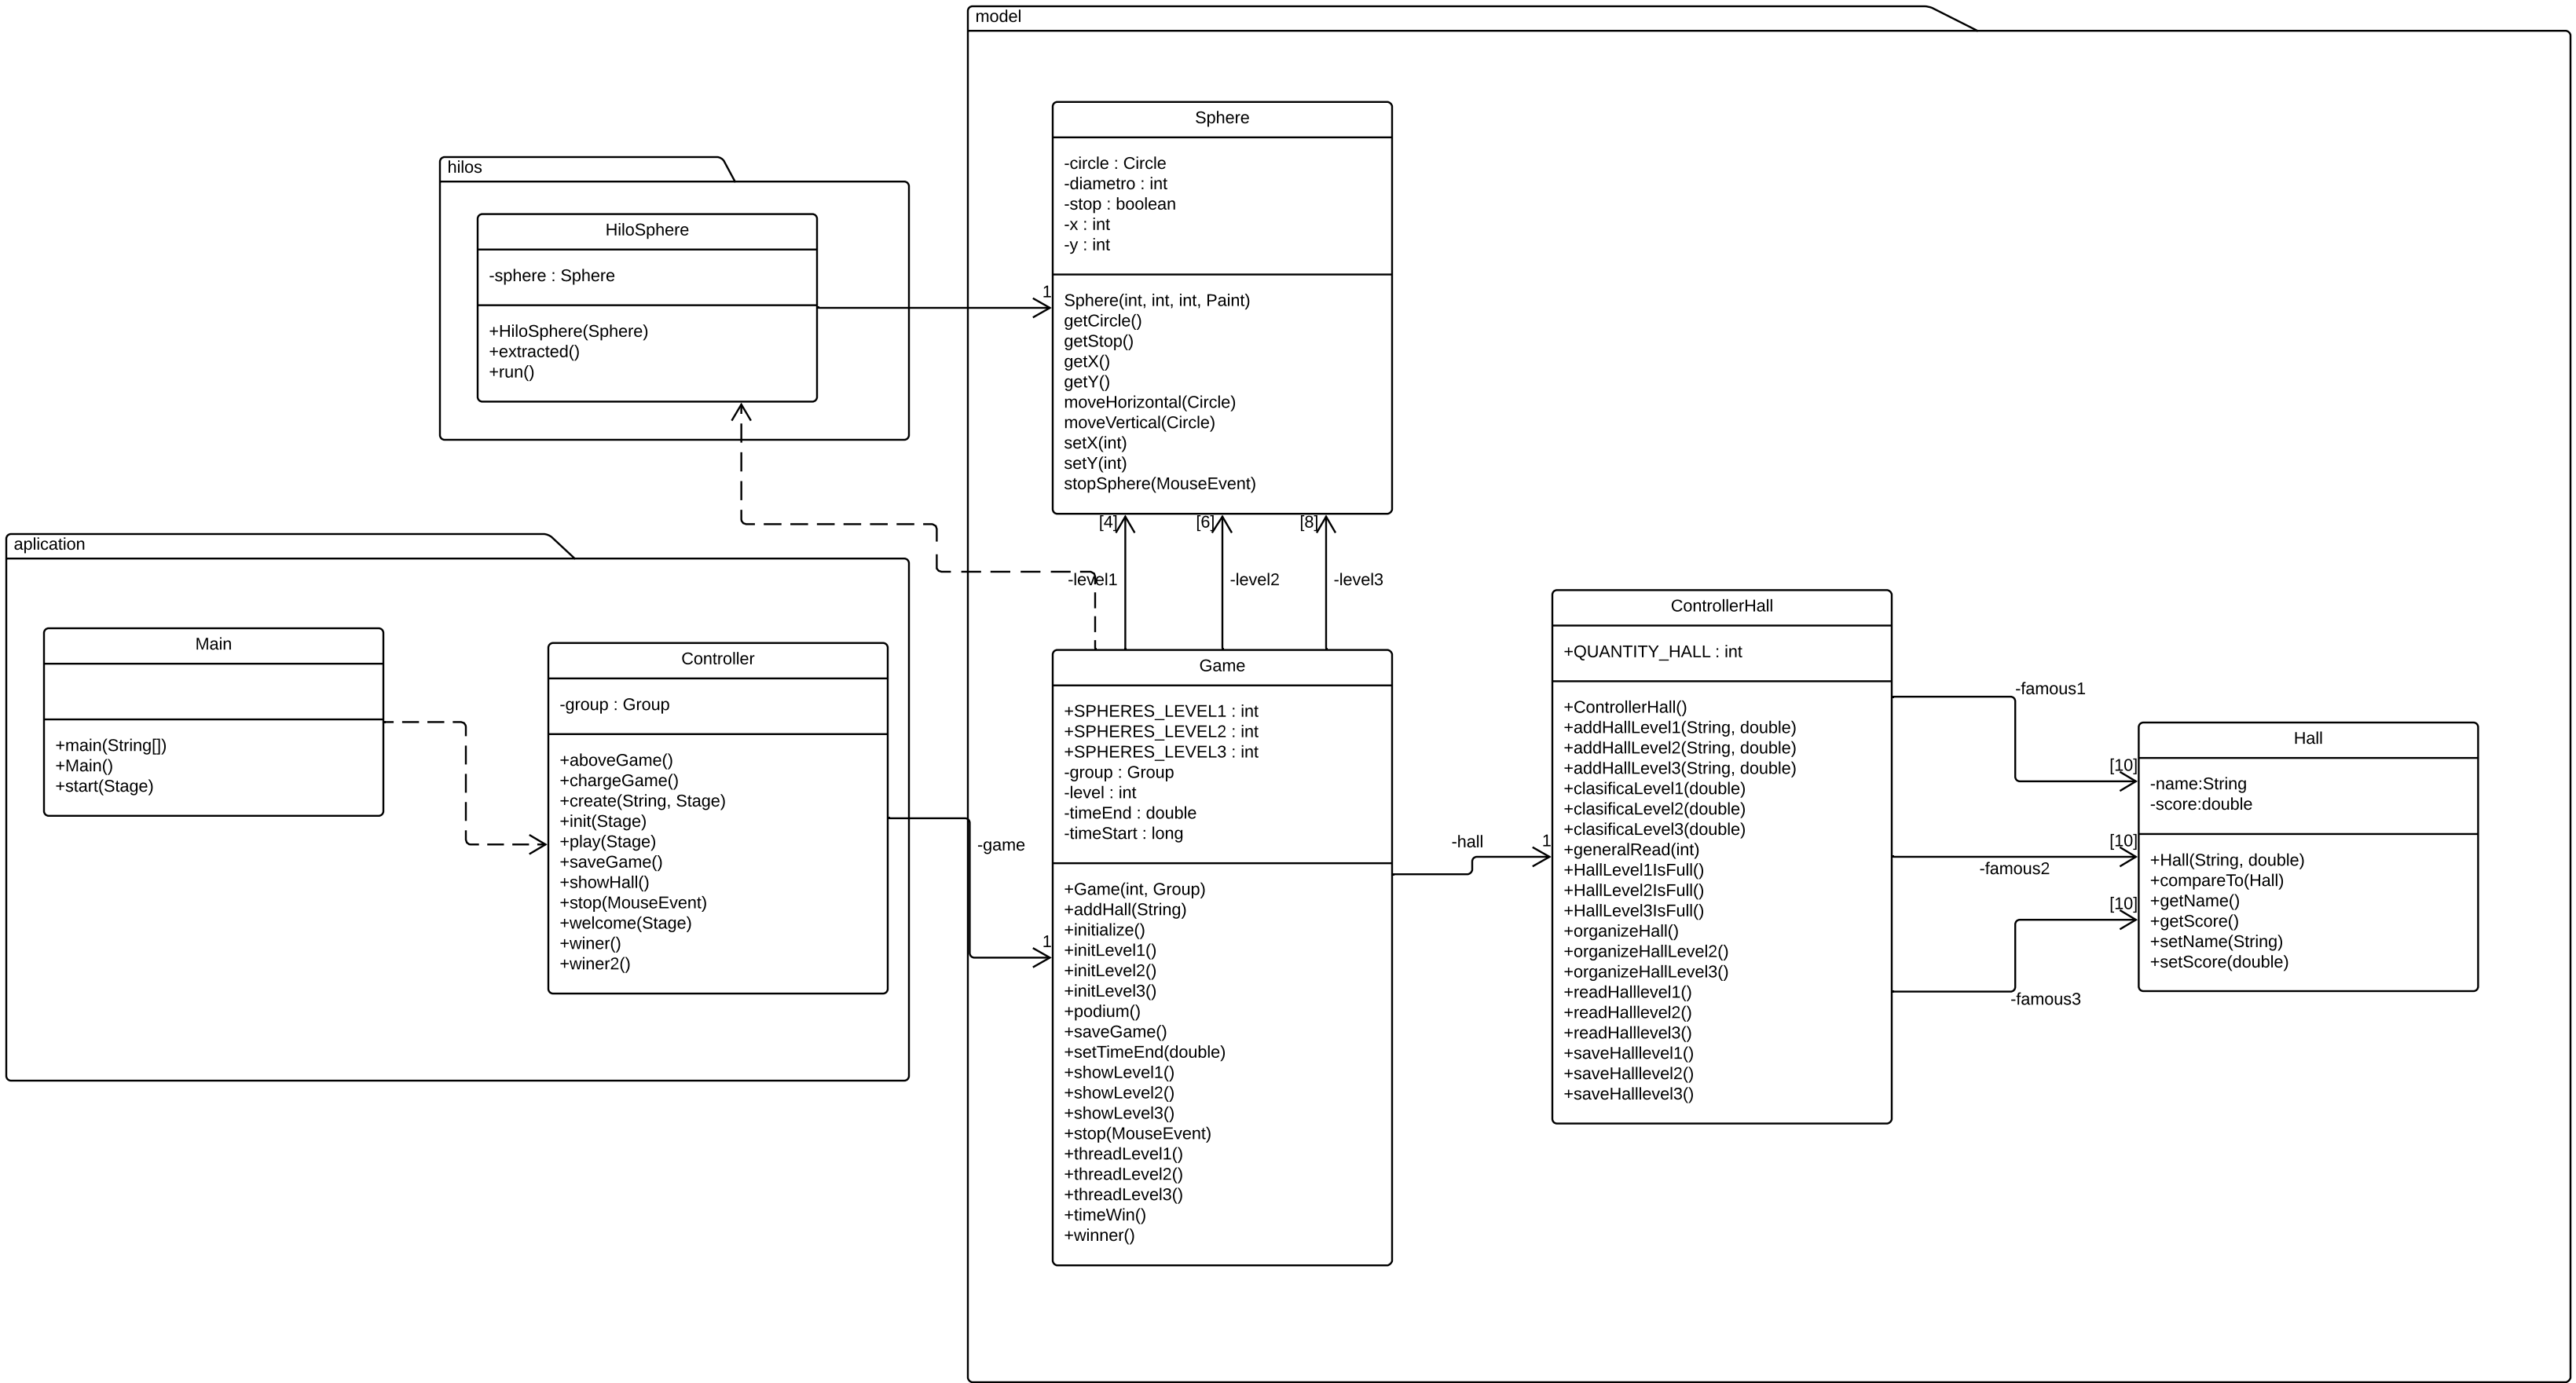 model
Sphere
-circle : Circle
-diametro : int
-stop : boolean
-x : int
-y : int
Sphere(int, int, int, Paint)
getCircle()
getStop()
getX()
getY()
moveHorizontal(Circle)
moveVertical(Circle)
setX(int)
setY(int)
stopSphere(MouseEvent)
hilos
HiloSphere
-sphere : Sphere
+HiloSphere(Sphere)
+extracted()
+run()
1
[4]
[6]
[8]
-level1
-level2
-level3
aplication
Main
+main(String[])
+Main()
+start(Stage)
Controller
-group : Group
+aboveGame()
+chargeGame()
+create(String, Stage)
+init(Stage)
+play(Stage)
+saveGame()
+showHall()
+stop(MouseEvent)
+welcome(Stage)
+winer()
+winer2()
-game
1
Game
+SPHERES_LEVEL1 : int
+SPHERES_LEVEL2 : int
+SPHERES_LEVEL3 : int
-group : Group
-level : int
-timeEnd : double
-timeStart : long
+Game(int, Group)
+addHall(String)
+initialize()
+initLevel1()
+initLevel2()
+initLevel3()
+podium()
+saveGame()
+setTimeEnd(double)
+showLevel1()
+showLevel2()
+showLevel3()
+stop(MouseEvent)
+threadLevel1()
+threadLevel2()
+threadLevel3()
+timeWin()
+winner()
-hall
1
ControllerHall
+QUANTITY_HALL : int
+ControllerHall()
+addHallLevel1(String, double)
+addHallLevel2(String, double)
+addHallLevel3(String, double)
+clasificaLevel1(double)
+clasificaLevel2(double)
+clasificaLevel3(double)
+generalRead(int)
+HallLevel1IsFull()
+HallLevel2IsFull()
+HallLevel3IsFull()
+organizeHall()
+organizeHallLevel2()
+organizeHallLevel3()
+readHalllevel1()
+readHalllevel2()
+readHalllevel3()
+saveHalllevel1()
+saveHalllevel2()
+saveHalllevel3()
-famous1
[10]
[10]
-famous2
[10]
-famous3
Hall
-name:String
-score:double
+Hall(String, double)
+compareTo(Hall)
+getName()
+getScore()
+setName(String)
+setScore(double)